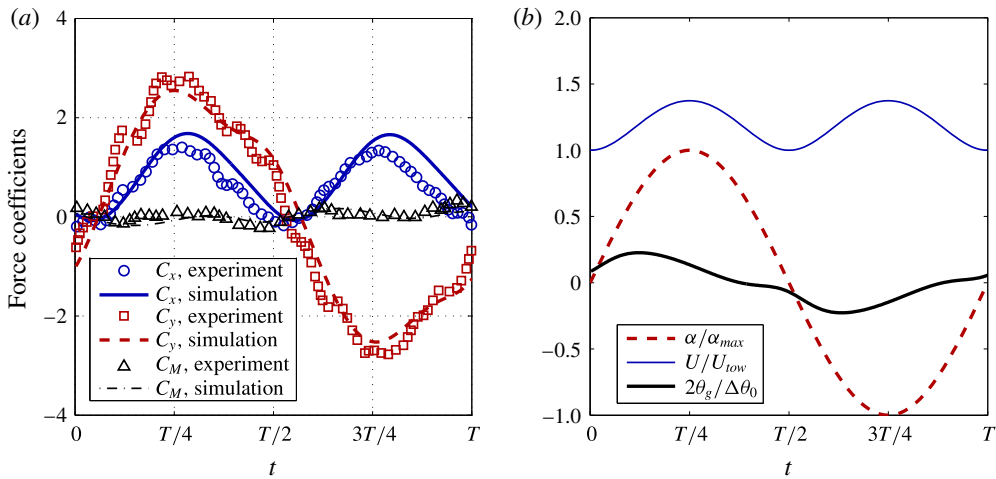 (a)
4
2
0
−2
−4
Force coefficients
C_x, experiment
C_x, simulation
C_y, experiment
C_y, simulation
C_M, experiment
C_M, simulation
0 T/4 T/2 3T/4 T
t
(b)
2.0
1.5
1.0
0.5
0
−0.5
−1.0
α/α_max
U/U_tow
2θ_g/Δθ_0
0 T/4 T/2 3T/4 T
t